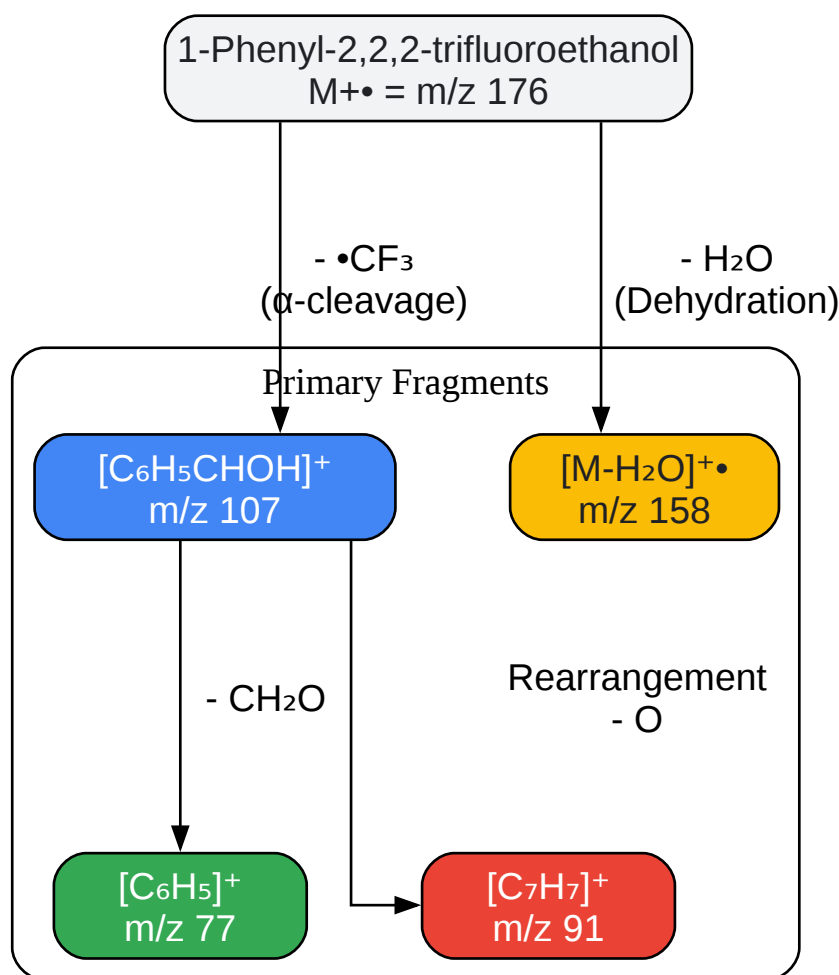 1-Phenyl-2,2,2-trifluoroethanol
M+• = m/z 176
- •CF₃
(α-cleavage)
- H₂O
(Dehydration)
Primary Fragments
[C₆H₅CHOH]⁺
m/z 107
[M-H₂O]⁺•
m/z 158
- CH₂O
Rearrangement
- O
[C₆H₅]⁺
m/z 77
[C₇H₇]⁺
m/z 91